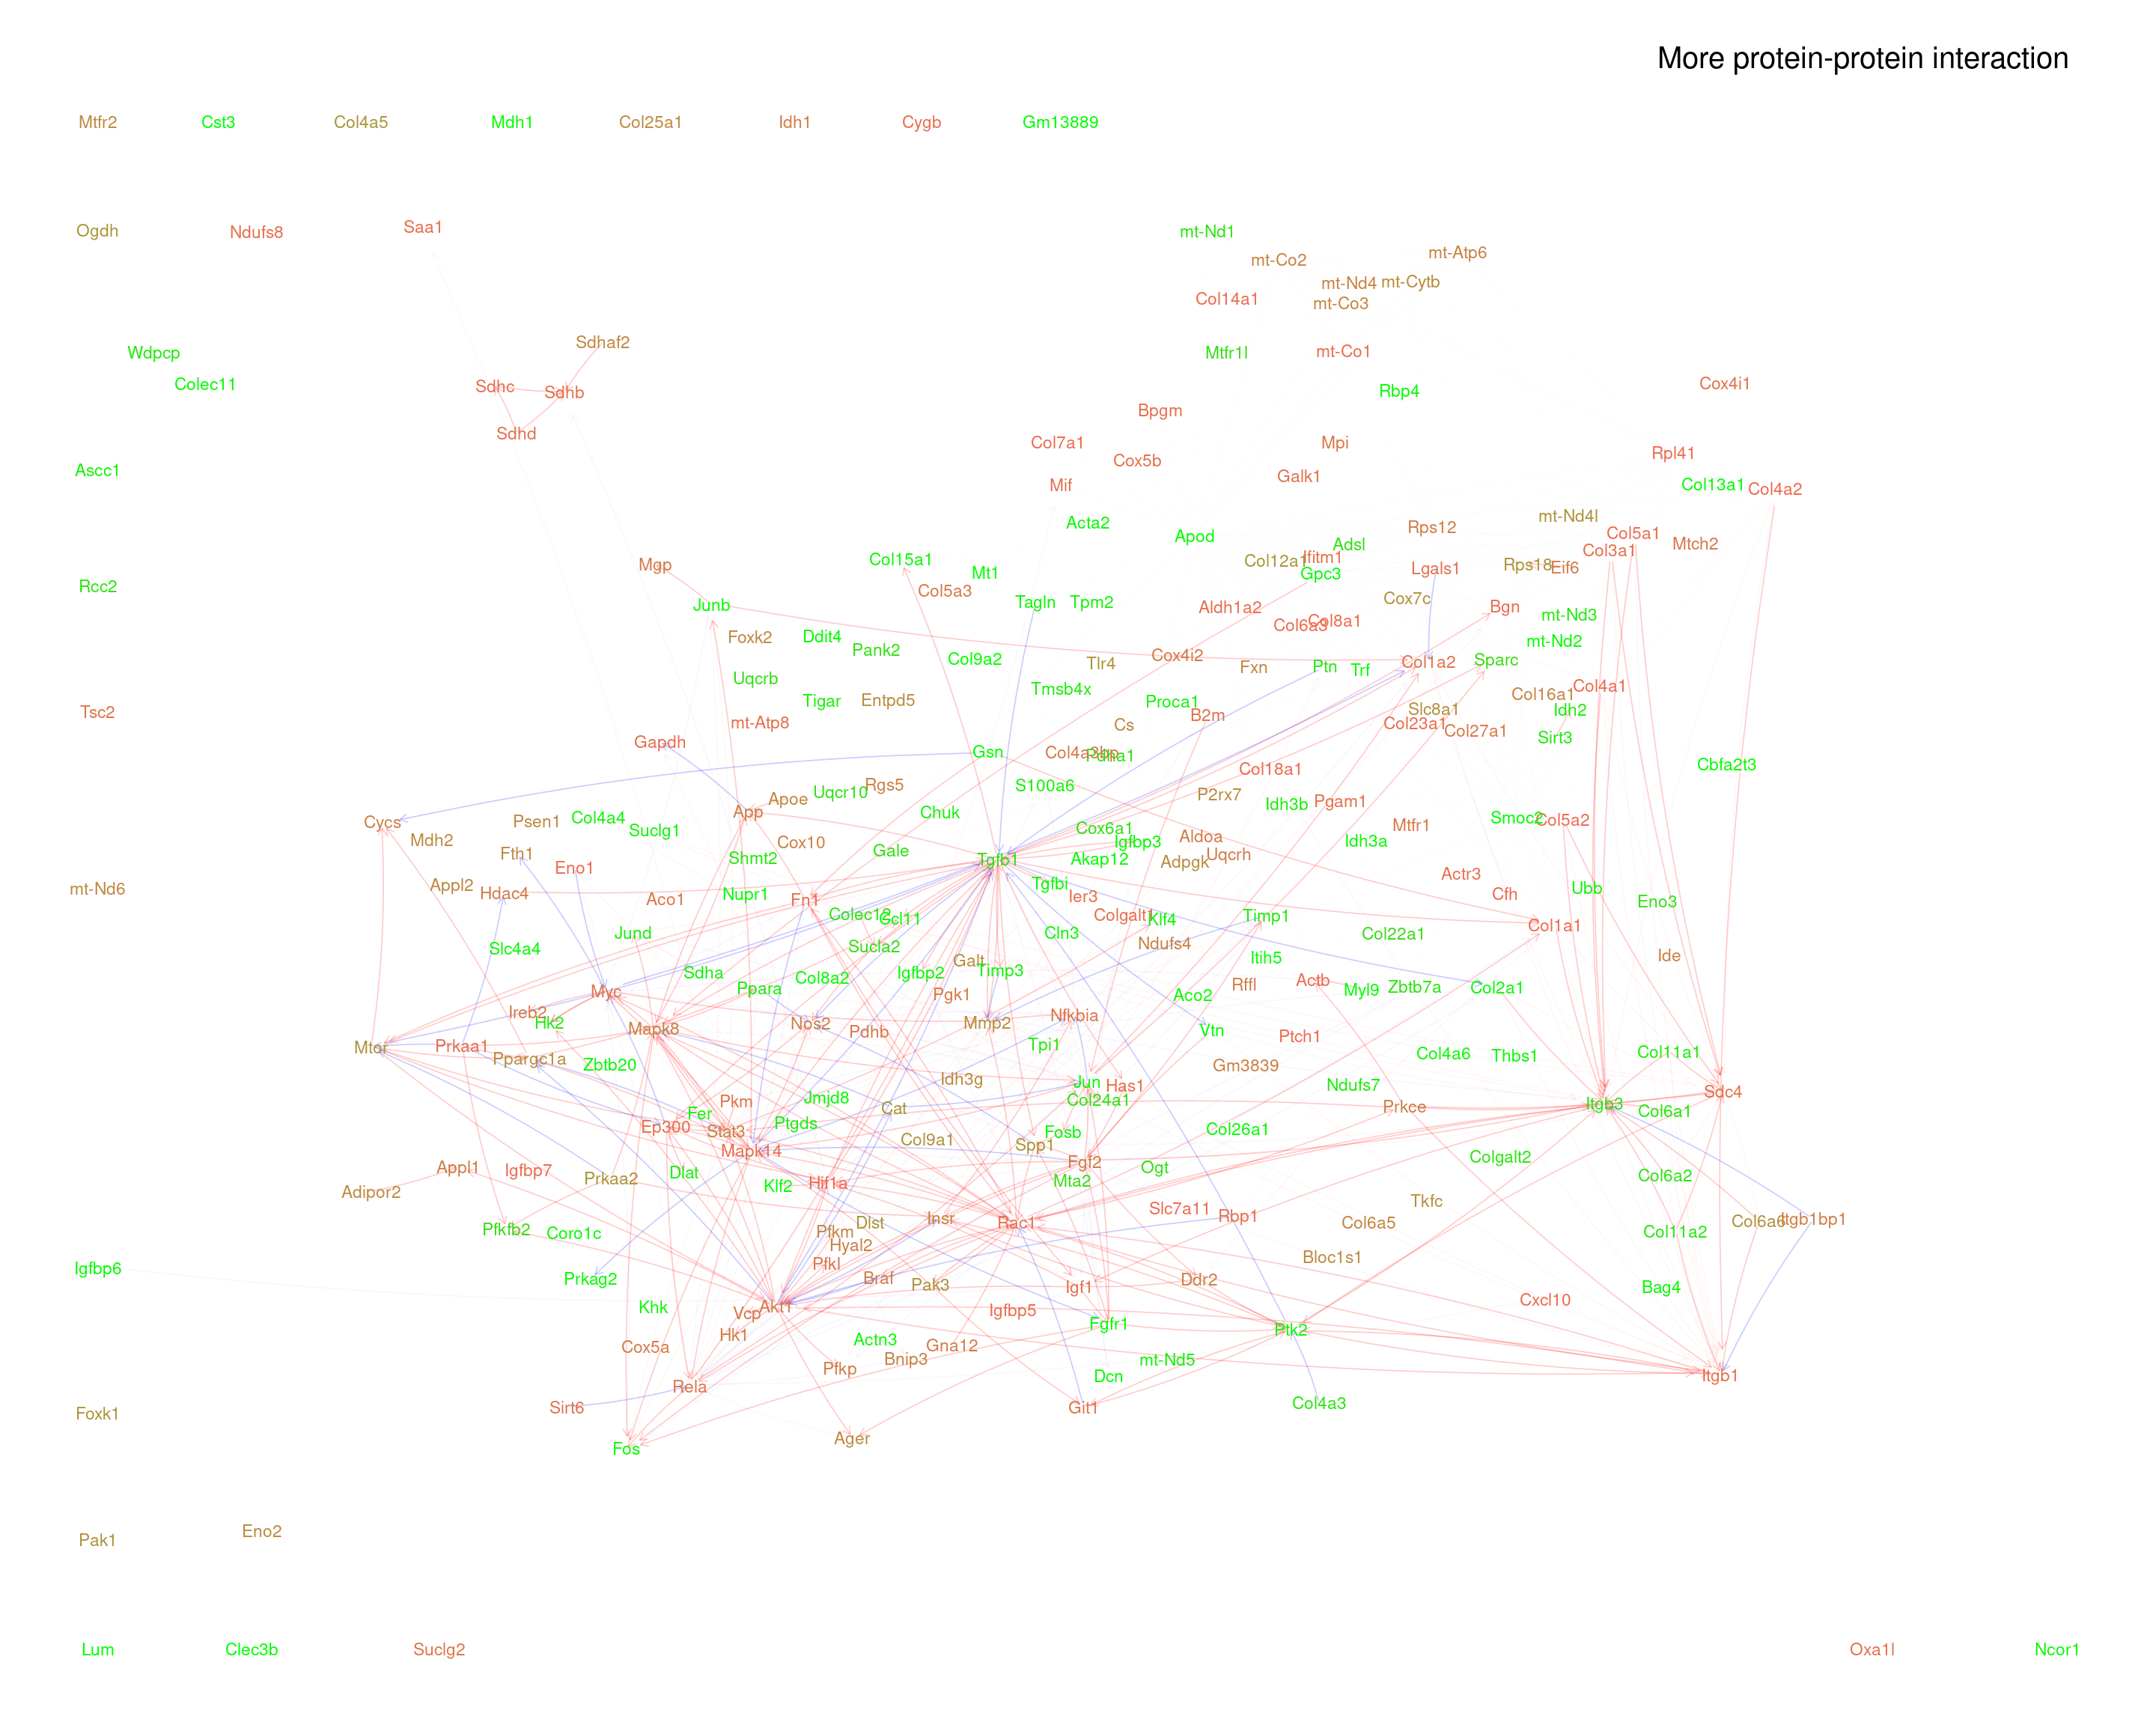 More protein-protein interaction
Mtfr2 Cst3 Col4a5 Mdh1 Col25a1 Idh1 Cygb Gm13889
Ogdh Ndufs8 Saa1 mt-Nd1
mt-Co2 mt-Atp6
mt-Nd4 mt-Cytb
Col14a1 mt-Co3
Wdpcp Sdhaf2 Mtfr1l mt-Co1
Colec11 Sdhc Sdhb Rbp4 Cox4i1
Bpgm
Sdhd Col7a1 Mpi
Ascc1 Cox5b Galk1 Rpl41
Mif Col13a1 Col4a2
Acta2 Apod Rps12 mt-Nd4l
Col15a1 Adsl Col5a1 Mtch2
Mgp Col12a1 Ifitm1 Lgals1 Rps18 Eif6 Col3a1
Rcc2 Mt1 Gpc3
Col5a3
Junb Tagln Tpm2 Aldh1a2 Cox7c Bgn mt-Nd3
Foxk2 Ddit4 Col6a3 Col8a1 mt-Nd2
Pank2 Col9a2 Tlr4 Cox4i2 Fxn Ptn Trf Col1a2 Sparc
Uqcrb Tmsb4x Col16a1 Col4a1
Tsc2 Tigar Entpd5 Proca1 Slc8a1 Idh2
mt-Atp8 Cs B2m Col23a1 Col27a1
Gapdh Gsn Col4a3bp Pdha1 Sirt3
S100a6 Col18a1 Cbfa2t3
Apoe Uqcr10 Rgs5 P2rx7 Idh3b Pgam1
Cycs Psen1 Col4a4 App Chuk Smoc2 Col5a2
Mdh2 Suclg1 Cox10 Cox6a1 Igfbp3 Aldoa Idh3a Mtfr1
Fth1 Shmt2 Gale Tgfb1 Akap12 Adpgk Uqcrh
mt-Nd6 Appl2 Hdac4 Eno1 Nupr1 Tgfbi Actr3 Ubb
Aco1 Fn1 Ier3 Cfh Eno3
Jund Colec12 Ccl11 Cln3 Colgalt1 Klf4 Timp1 Col22a1 Col1a1
Slc4a4 Sucla2 Ndufs4 Itih5 Ide
Sdha Ppara Col8a2 Igfbp2 Galt Timp3 Rffl Actb Myl9 Zbtb7a Col2a1
Myc Pgk1 Aco2
Ireb2 Hk2 Mapk8 Nos2 Pdhb Mmp2 Nfkbia Vtn Ptch1
Mtor Prkaa1 Ppargc1a Zbtb20 Tpi1 Gm3839 Col4a6 Thbs1 Col11a1
Idh3g Jun Has1 Ndufs7 Sdc4
Fer Pkm Jmjd8 Cat Col24a1 Prkce Itgb3 Col6a1
Ep300 Stat3 Ptgds Col9a1 Spp1 Fosb Col26a1
Appl1 Igfbp7 Mapk14 Fgf2 Ogt Colgalt2
Adipor2 Prkaa2 Dlat Klf2 Hif1a Mta2 Col6a2
Pfkfb2 Coro1c Pfkm Dlst Insr Rac1 Slc7a11 Rbp1 Col6a5 Tkfc Col11a2 Col6a6 Itgb1bp1
Igfbp6 Hyal2 Bloc1s1
Prkag2 Pfkl Braf Pak3 Igf1 Ddr2 Bag4
Khk Vcp Akt1 Igfbp5 Fgfr1 Ptk2 Cxcl10
Cox5a Hk1 Actn3 Gna12
Rela Pfkp Bnip3 mt-Nd5 Dcn Itgb1
Foxk1 Sirt6 Git1 Col4a3
Fos Ager
Pak1 Eno2
Lum Clec3b Suclg2 Oxa1l Ncor1